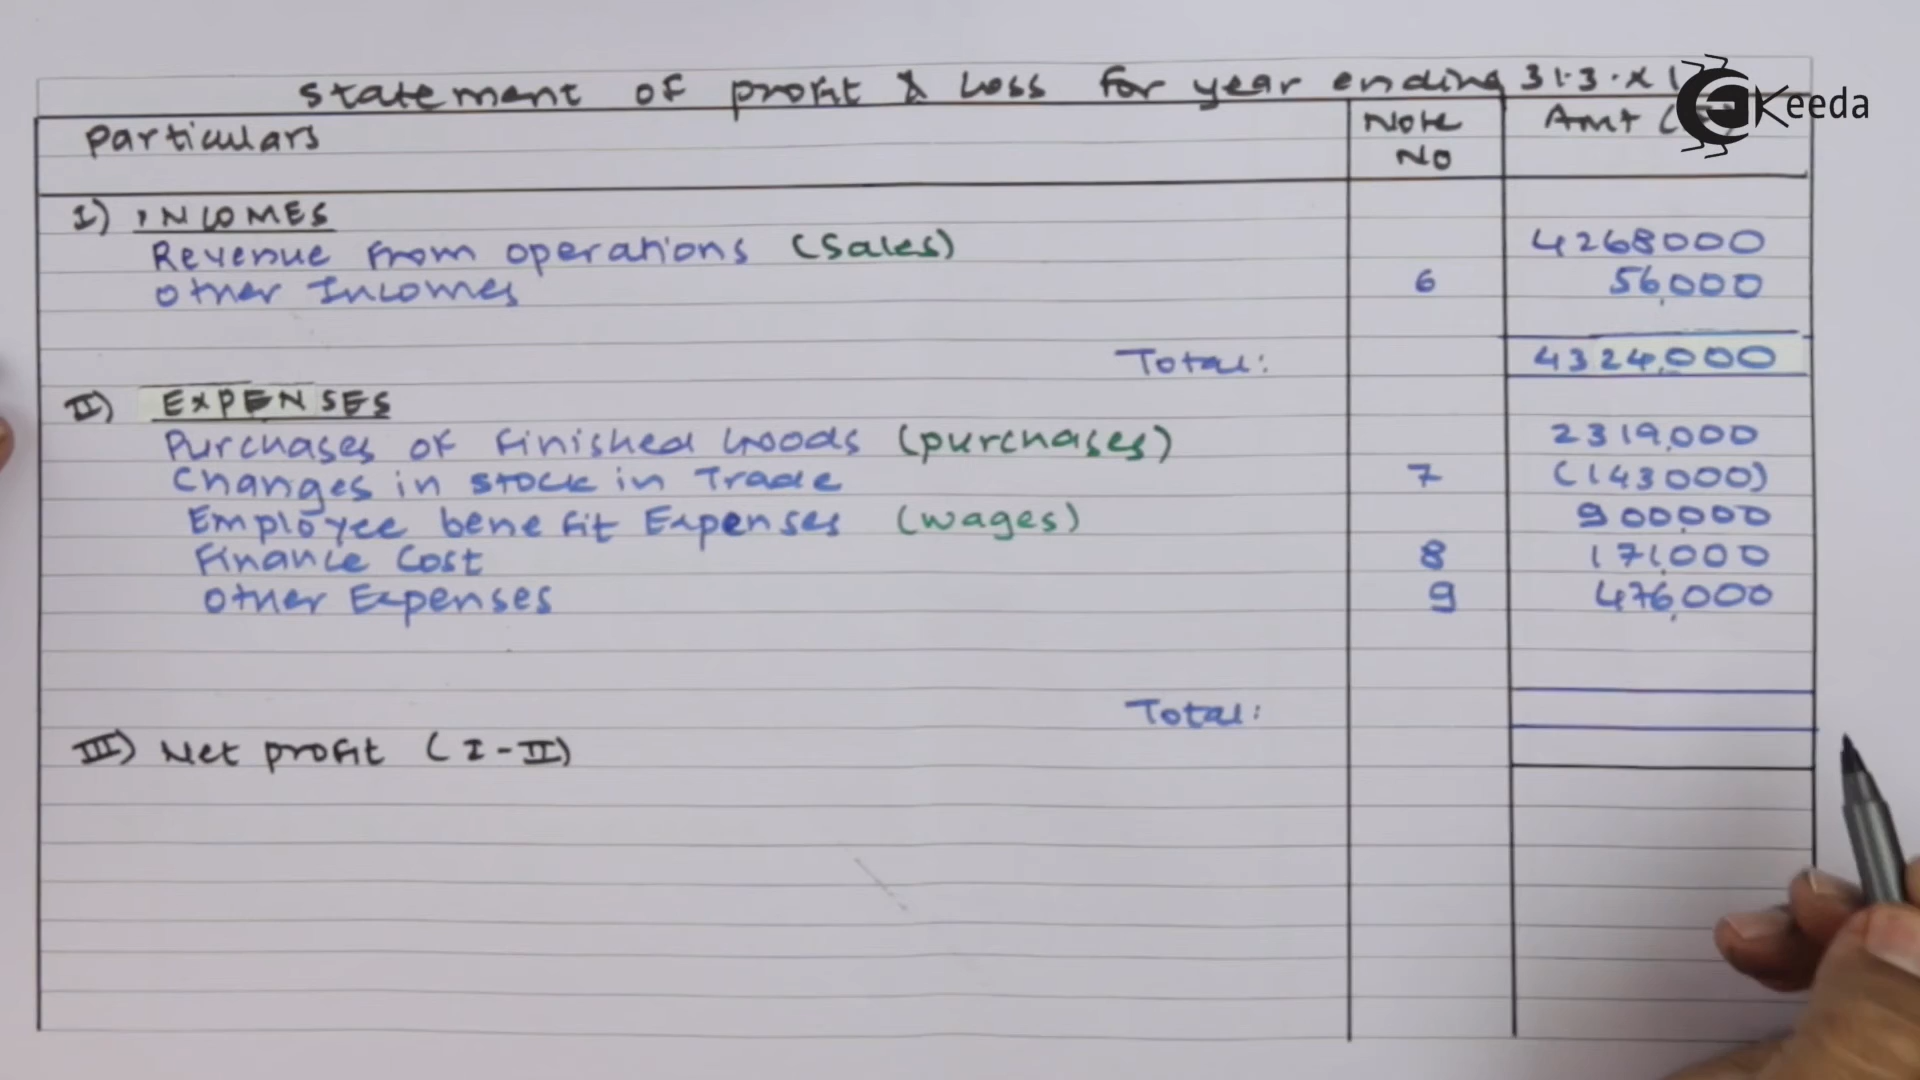 Statement of profit & Loss for year ending 31.3.X1
Keeda
Particulars Note No Amt
I) INCOMES
Revenue from operations (Sales) 4268000
Other Incomes 6 56,000
Total: 4324,000
II) EXPENSES
Purchases of Finished Goods (purchases) 2319,000
Changes in stock in Trade 7 (143000)
Employee benefit Expenses (wages) 900,000
Finance Cost 8 171,000
Other Expenses 9 476,000
Total:
III) Net profit (I-II)